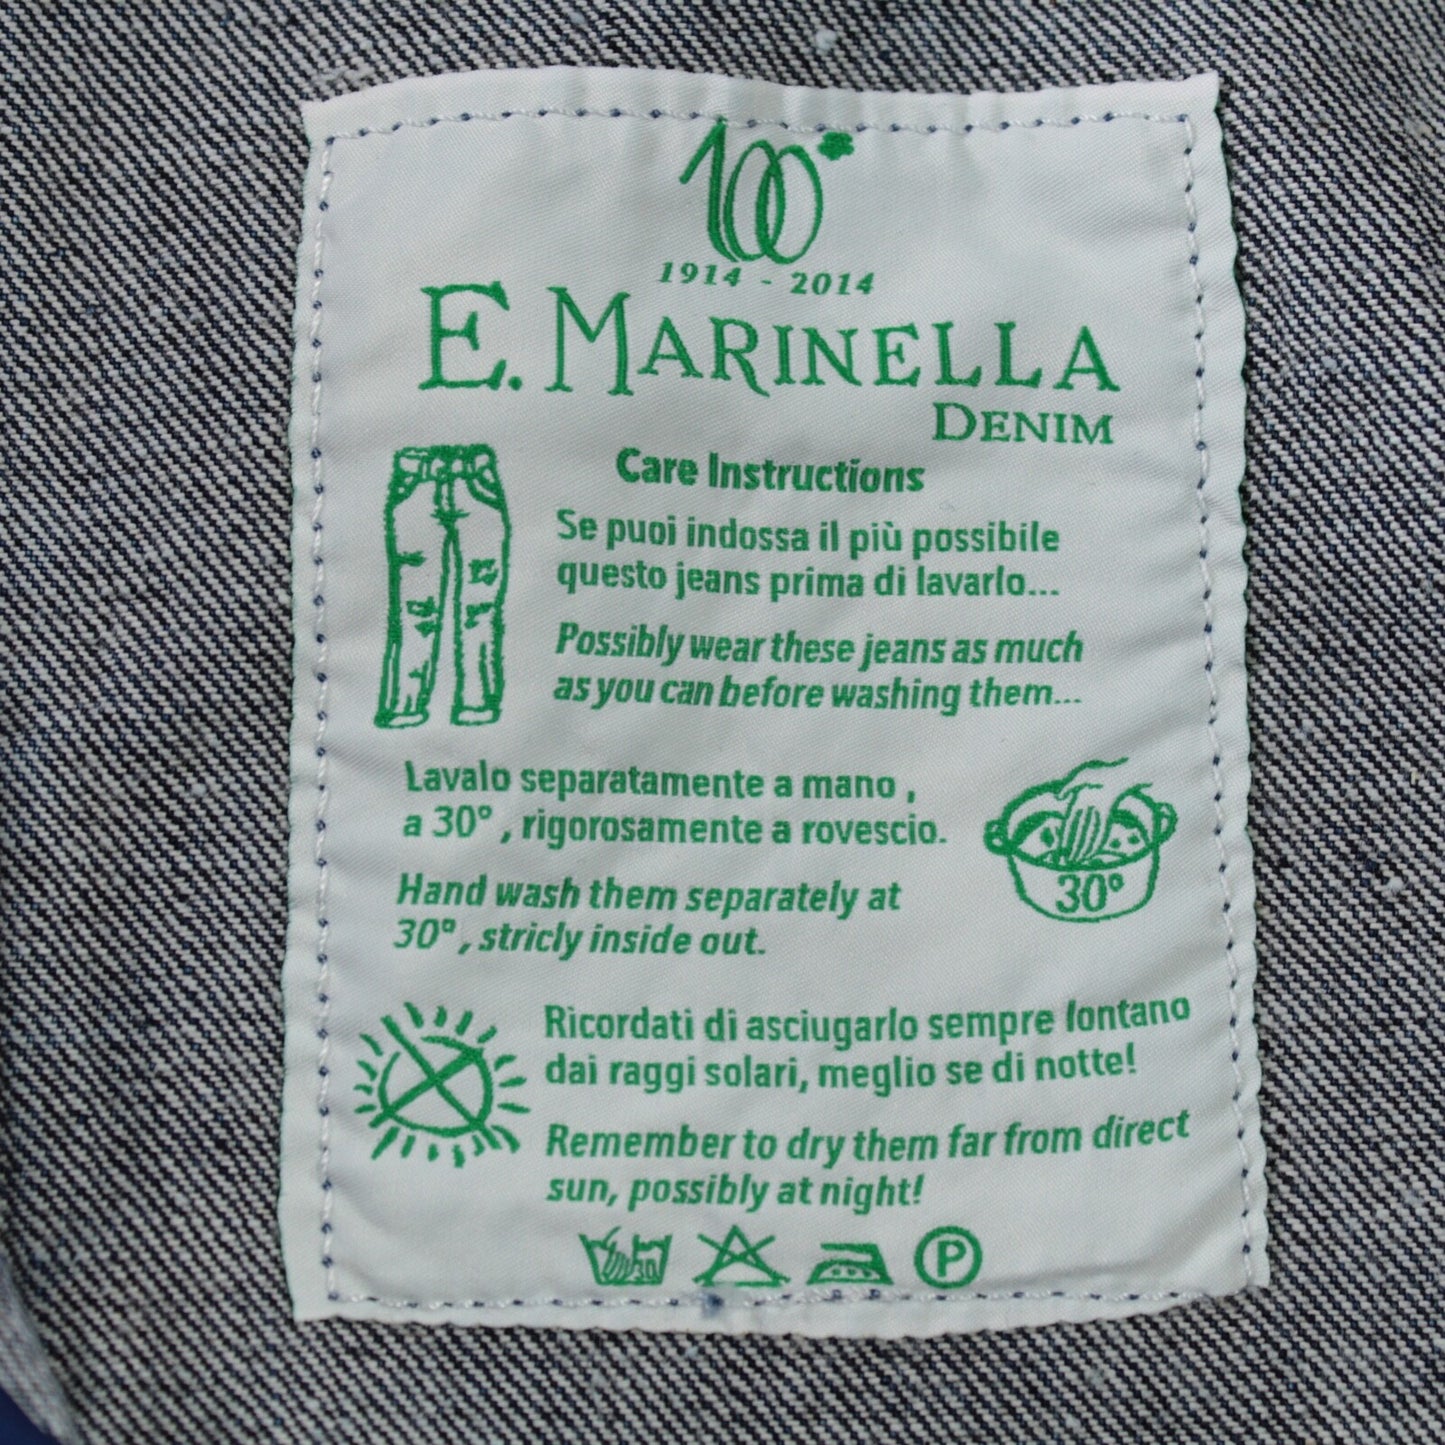 100
1914 - 2014
E. MARINELLA
DENIM
Care Instructions
Se puoi indossa il più possibile
questo jeans prima di lavarlo...
Possibly wear these jeans as much
as you can before washing them...
Lavalo separatamente a mano ,
a 30° , rigorosamente a rovescio.
30°
Hand wash them separately at
30° , stricly inside out.
Ricordati di asciugarlo sempre lontano
dai raggi solari, meglio se di notte!
Remember to dry them far from direct
sun, possibly at night!
30 P